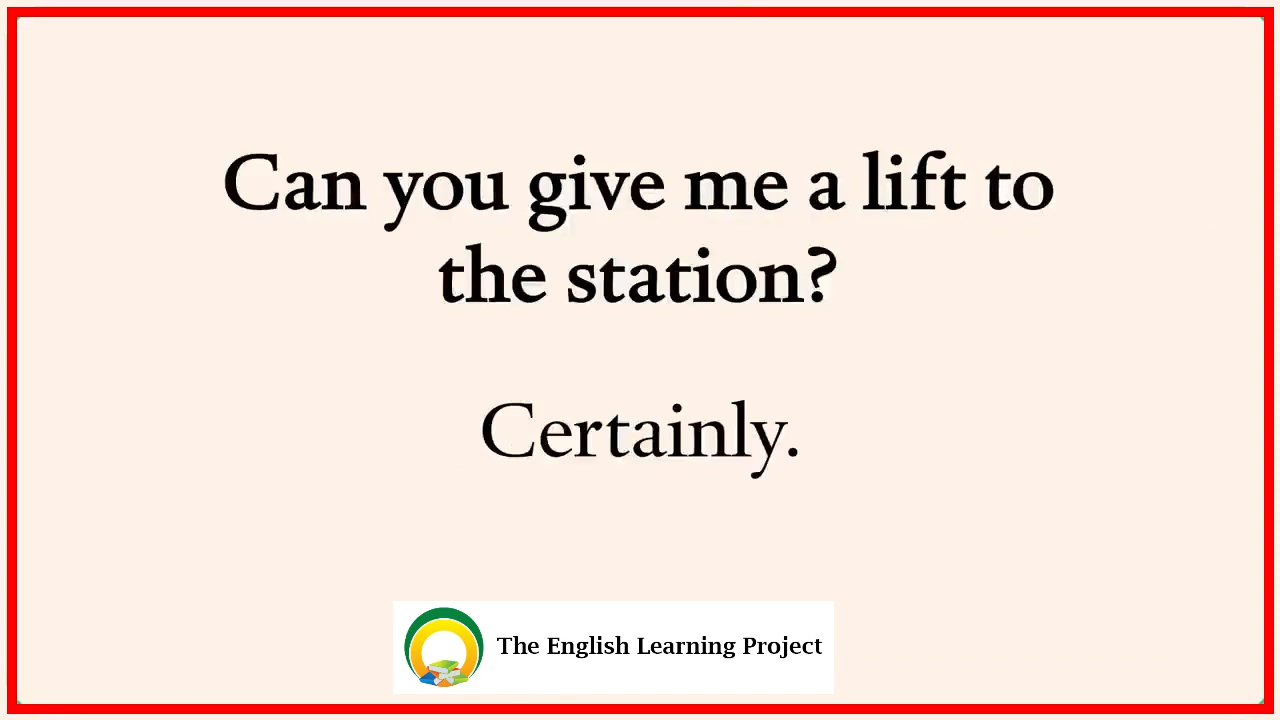 Can you give me a lift to
the station?
Certainly.
The English Learning Project